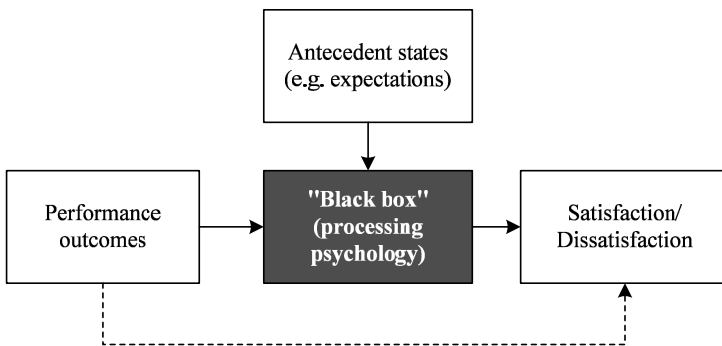 Antecedent states
(e.g. expectations)
Performance
outcomes
"Black box"
(processing
psychology)
Satisfaction/
Dissatisfaction